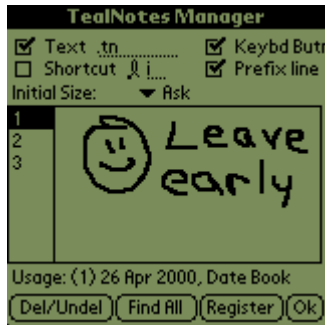 TealNotes Manager
Text .tn Keybd Butn
Shortcut ℓ i Prefix line
Initial Size: Ask
1
2
3
Leave
early
Usage: (1) 26 Apr 2000, Date Book
Del/Undel Find All Register Ok